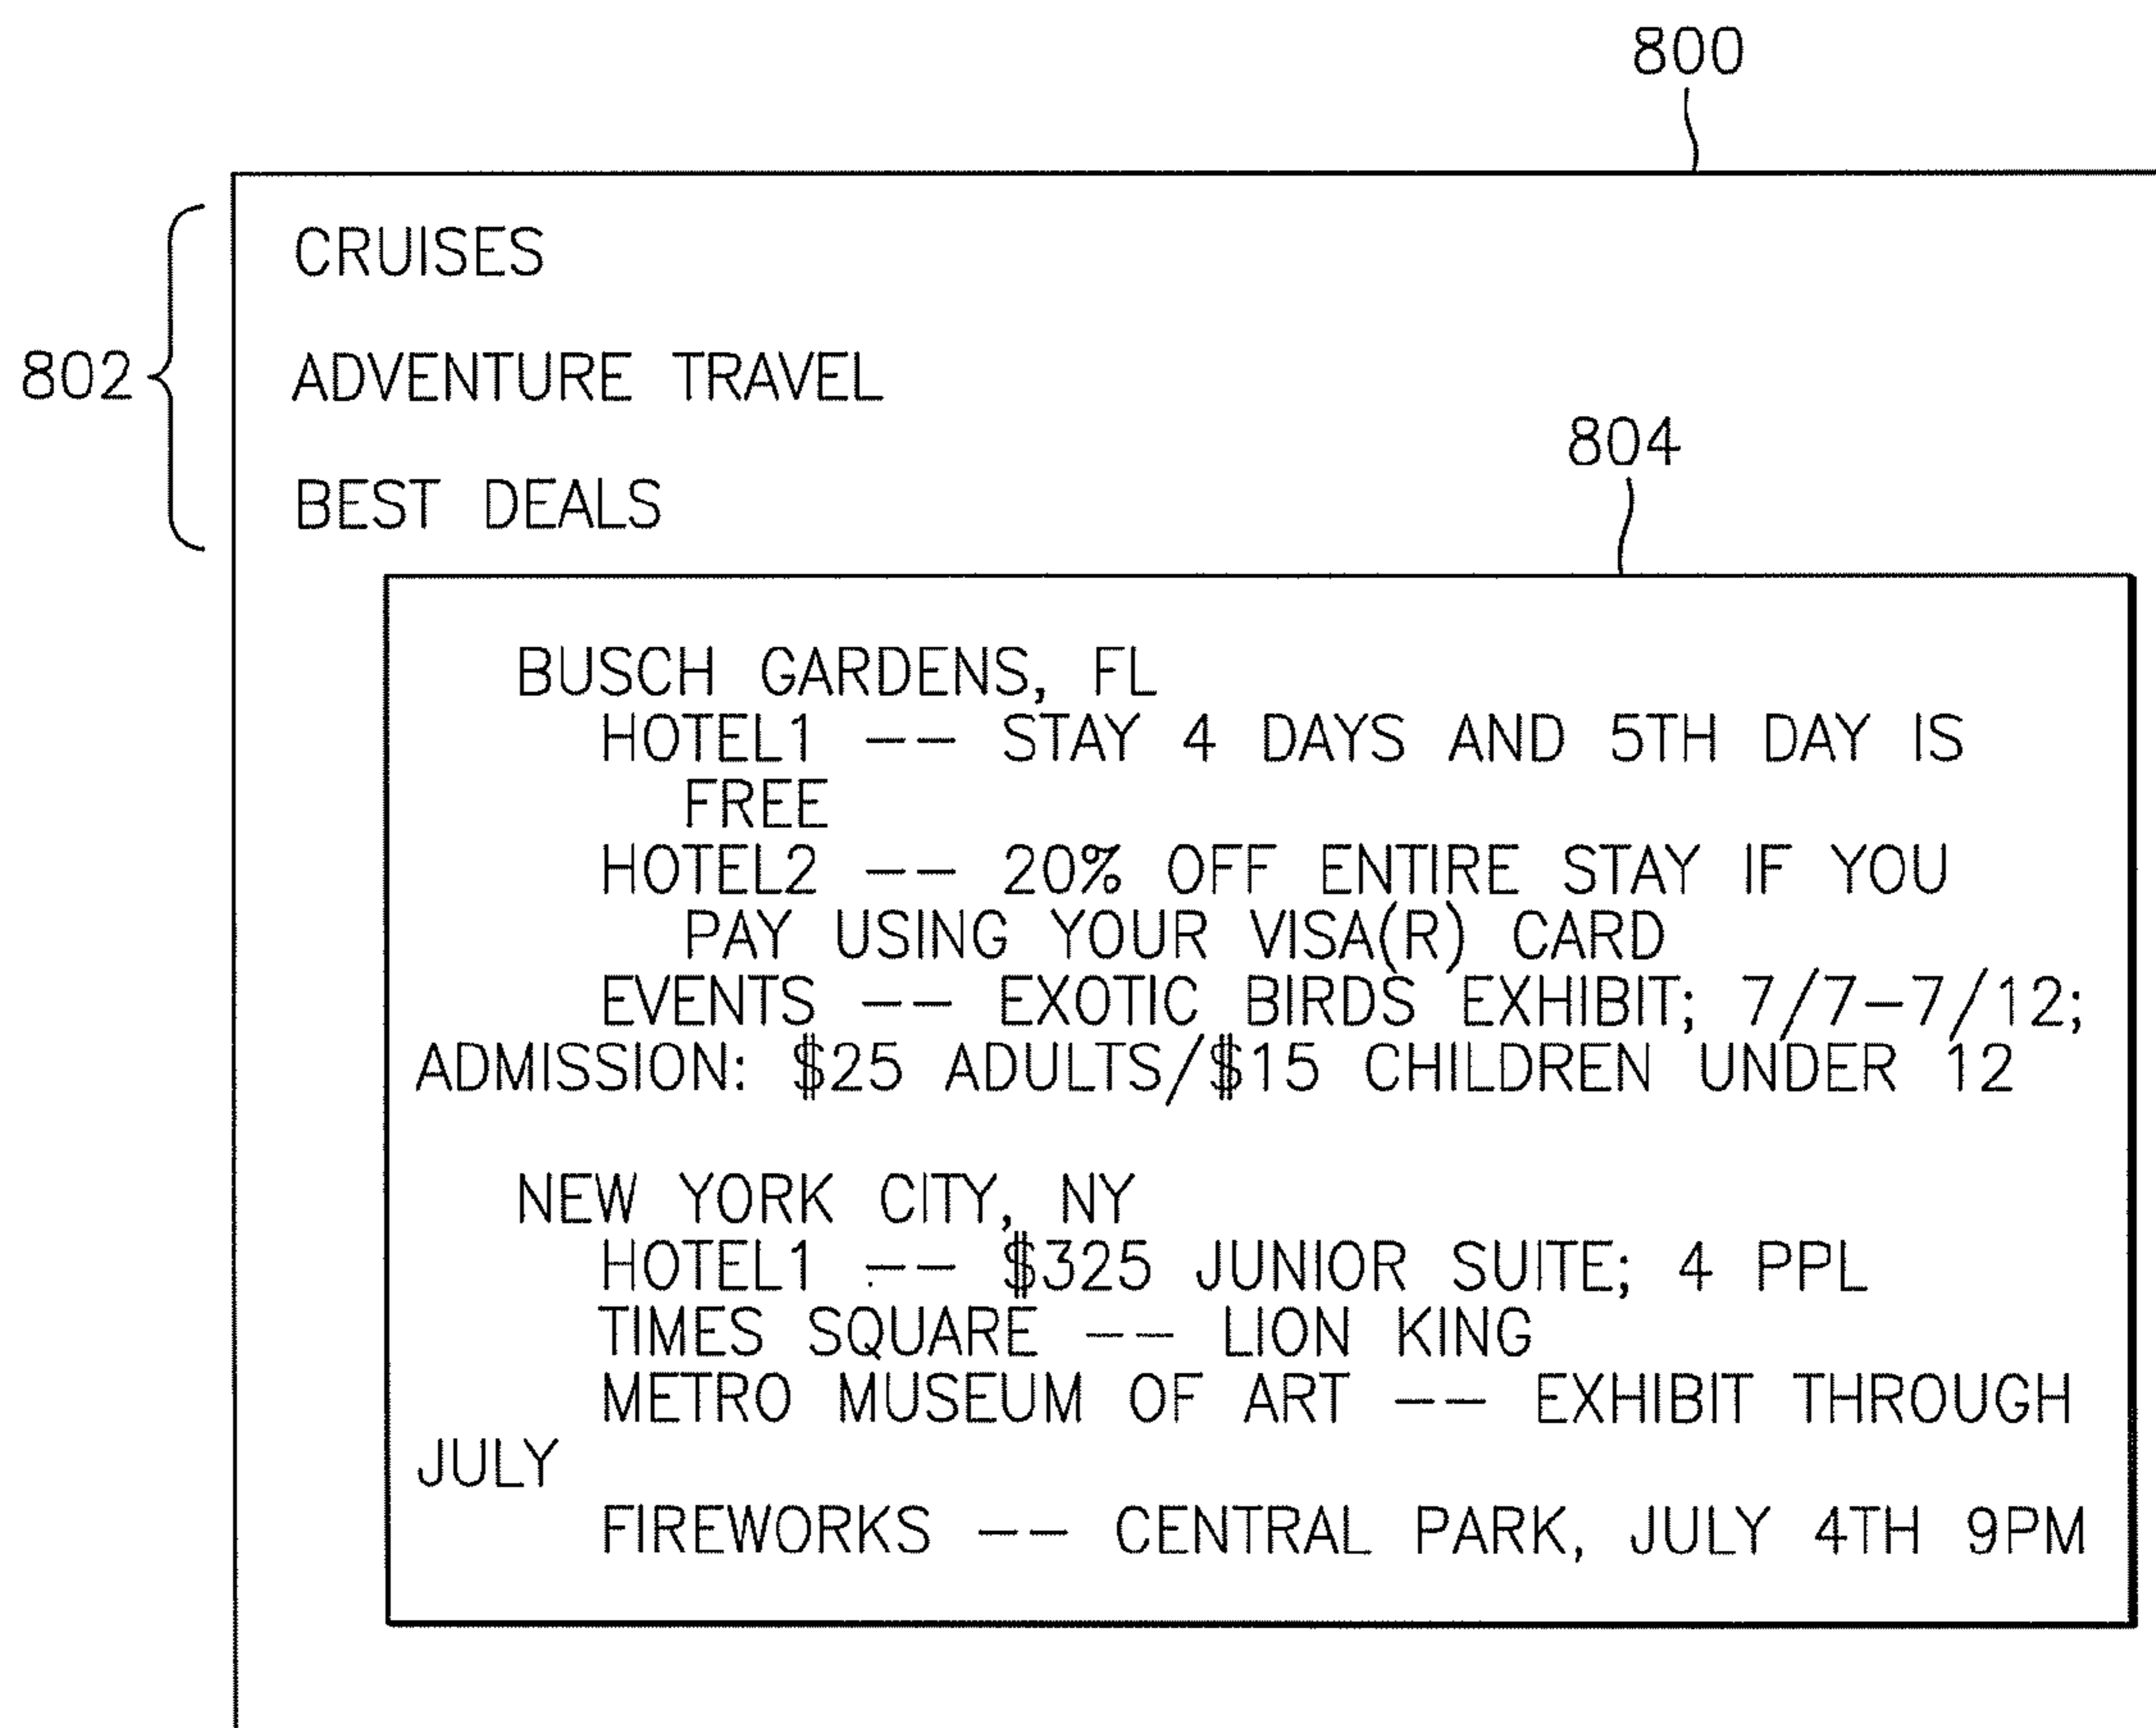 800
CRUISES
802
ADVENTURE TRAVEL
804
BEST DEALS
BUSCH GARDENS, FL
HOTEL1 -- STAY 4 DAYS AND 5TH DAY IS
FREE
HOTEL2 -- 20% OFF ENTIRE STAY IF YOU
PAY USING YOUR VISA(R) CARD
EVENTS -- EXOTIC BIRDS EXHIBIT; 7/7-7/12;
ADMISSION: $25 ADULTS/$15 CHILDREN UNDER 12
NEW YORK CITY, NY
HOTEL1 -- $325 JUNIOR SUITE; 4 PPL
TIMES SQUARE -- LION KING
METRO MUSEUM OF ART -- EXHIBIT THROUGH
JULY
FIREWORKS -- CENTRAL PARK, JULY 4TH 9PM